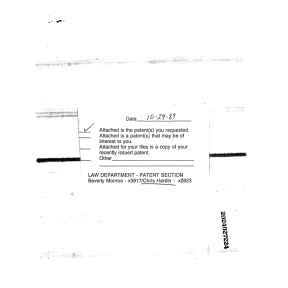 Date 10-29-87
✓ Attached is the patent(s) you requested.
Attached is a patent(s) that may be of
interest to you.
Attached for your files is a copy of your
recently issued patent.
Other
LAW DEPARTMENT - PATENT SECTION
Beverly Monroe - x3817/Chris Hardin - x2823
2024027224